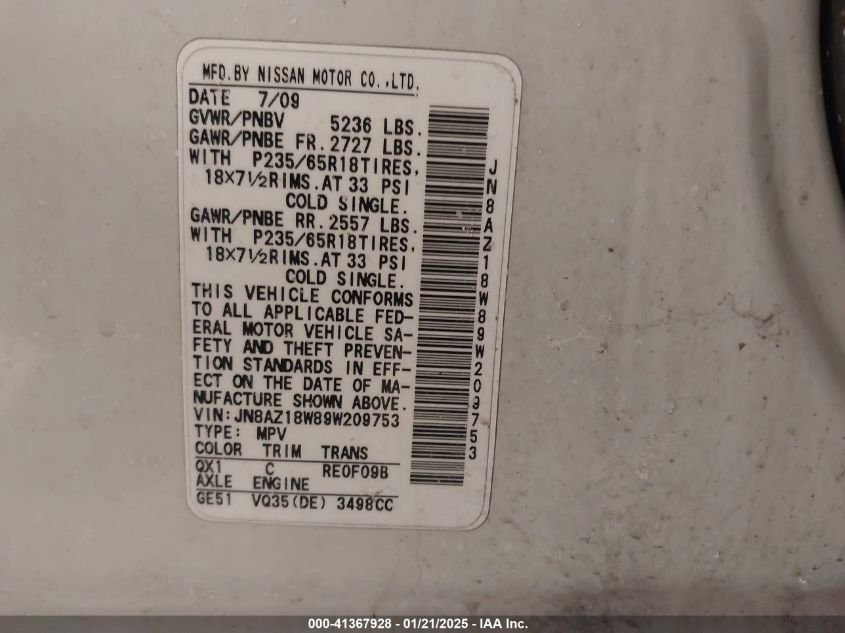 MFD.BY NISSAN MOTOR CO.,LTD.
DATE 7/09
GVWR/PNBV 5236 LBS.
GAWR/PNBE FR. 2727 LBS.
WITH P235/65R18TIRES,
18×7½RIMS.AT 33 PSI
COLD SINGLE.
GAWR/PNBE RR. 2557 LBS.
WITH P235/65R18TIRES,
18×7½RIMS.AT 33 PSI
COLD SINGLE.
THIS VEHICLE CONFORMS
TO ALL APPLICABLE FED-
ERAL MOTOR VEHICLE SA-
FETY AND THEFT PREVEN-
TION STANDARDS IN EFF-
ECT ON THE DATE OF MA-
NUFACTURE SHOWN ABOVE.
VIN:JN8AZ18W89W209753
TYPE: MPV
COLOR TRIM TRANS
QX1 C RE0F09B
AXLE ENGINE
GE51 VQ35(DE) 3498CC
JN8AZ18W89W209753
000-41367928 - 01/21/2025 - IAA Inc.